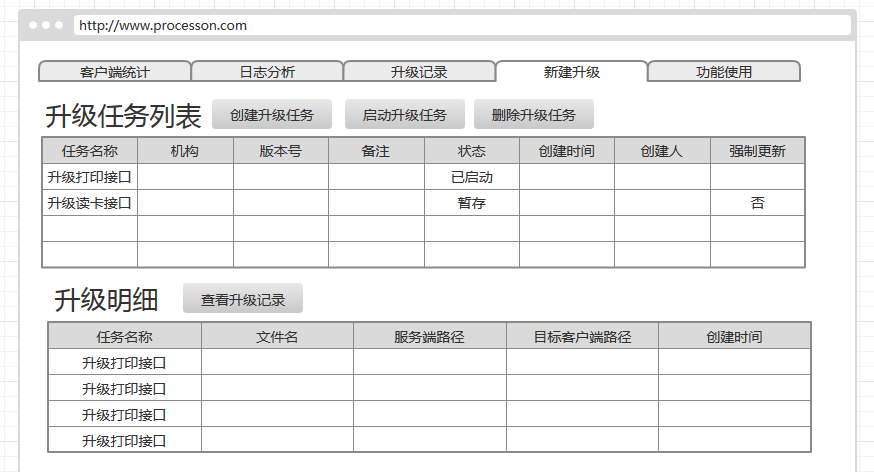 http://www.processon.com
客户端统计 日志分析 升级记录 新建升级 功能使用
升级任务列表 创建升级任务 启动升级任务 删除升级任务
任务名称 机构 版本号 备注 状态 创建时间 创建人 强制更新
升级打印接口 已启动
升级读卡接口 暂存 否
升级明细 查看升级记录
任务名称 文件名 服务端路径 目标客户端路径 创建时间
升级打印接口
升级打印接口
升级打印接口
升级打印接口